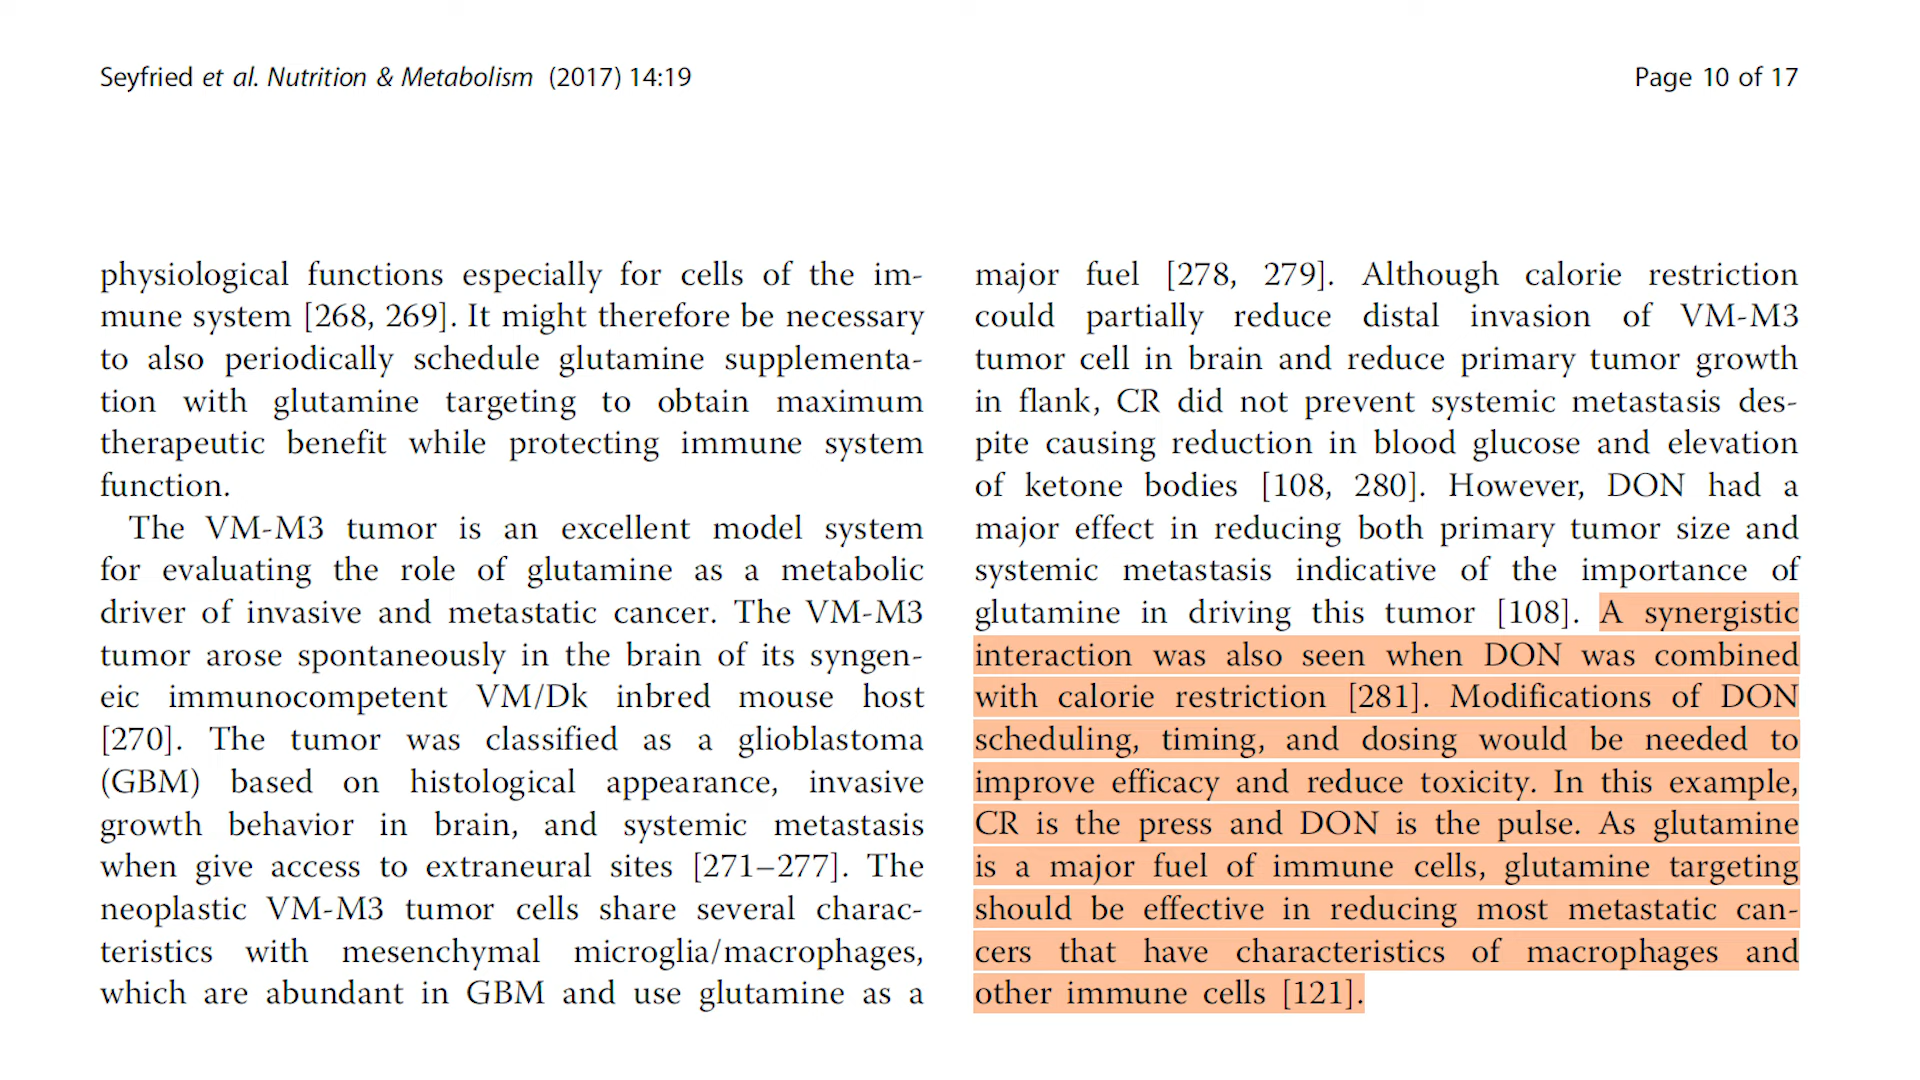 Seyfried et al. Nutrition & Metabolism (2017) 14:19
Page 10 of 17
physiological functions especially for cells of the im-
mune system [268, 269]. It might therefore be necessary
to also periodically schedule glutamine supplementa-
tion with glutamine targeting to obtain maximum
therapeutic benefit while protecting immune system
function.
The VM-M3 tumor is an excellent model system
for evaluating the role of glutamine as a metabolic
driver of invasive and metastatic cancer. The VM-M3
tumor arose spontaneously in the brain of its syngen-
eic immunocompetent VM/Dk inbred mouse host
[270]. The tumor was classified as a glioblastoma
(GBM) based on histological appearance, invasive
growth behavior in brain, and systemic metastasis
when give access to extraneural sites [271–277]. The
neoplastic VM-M3 tumor cells share several charac-
teristics with mesenchymal microglia/macrophages,
which are abundant in GBM and use glutamine as a
major fuel [278, 279]. Although calorie restriction
could partially reduce distal invasion of VM-M3
tumor cell in brain and reduce primary tumor growth
in flank, CR did not prevent systemic metastasis des-
pite causing reduction in blood glucose and elevation
of ketone bodies [108, 280]. However, DON had a
major effect in reducing both primary tumor size and
systemic metastasis indicative of the importance of
glutamine in driving this tumor [108]. A synergistic
interaction was also seen when DON was combined
with calorie restriction [281]. Modifications of DON
scheduling, timing, and dosing would be needed to
improve efficacy and reduce toxicity. In this example,
CR is the press and DON is the pulse. As glutamine
is a major fuel of immune cells, glutamine targeting
should be effective in reducing most metastatic can-
cers that have characteristics of macrophages and
other immune cells [121].